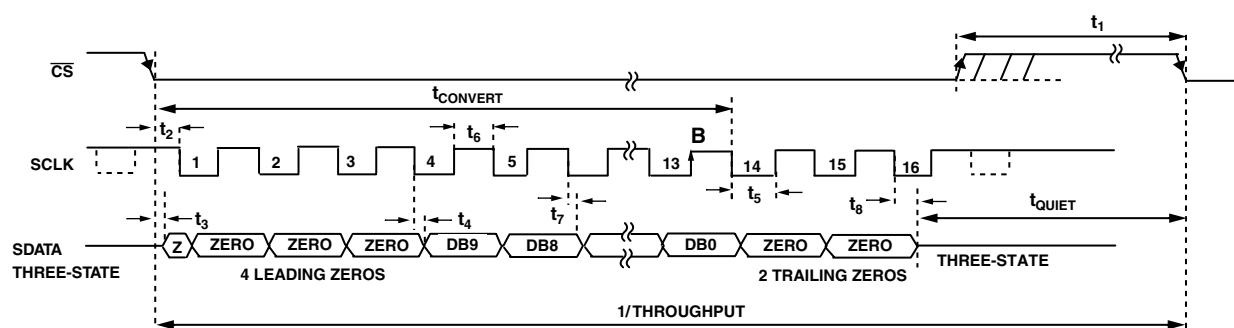 t1
CS
tCONVERT
t2
t6
B
SCLK
1 2 3 4 5 13 14 15 16
t3
t4
t7
t5
t8
tQUIET
SDATA
THREE-STATE
Z ZERO ZERO ZERO DB9 DB8 DB0 ZERO ZERO
THREE-STATE
4 LEADING ZEROS
2 TRAILING ZEROS
1/THROUGHPUT